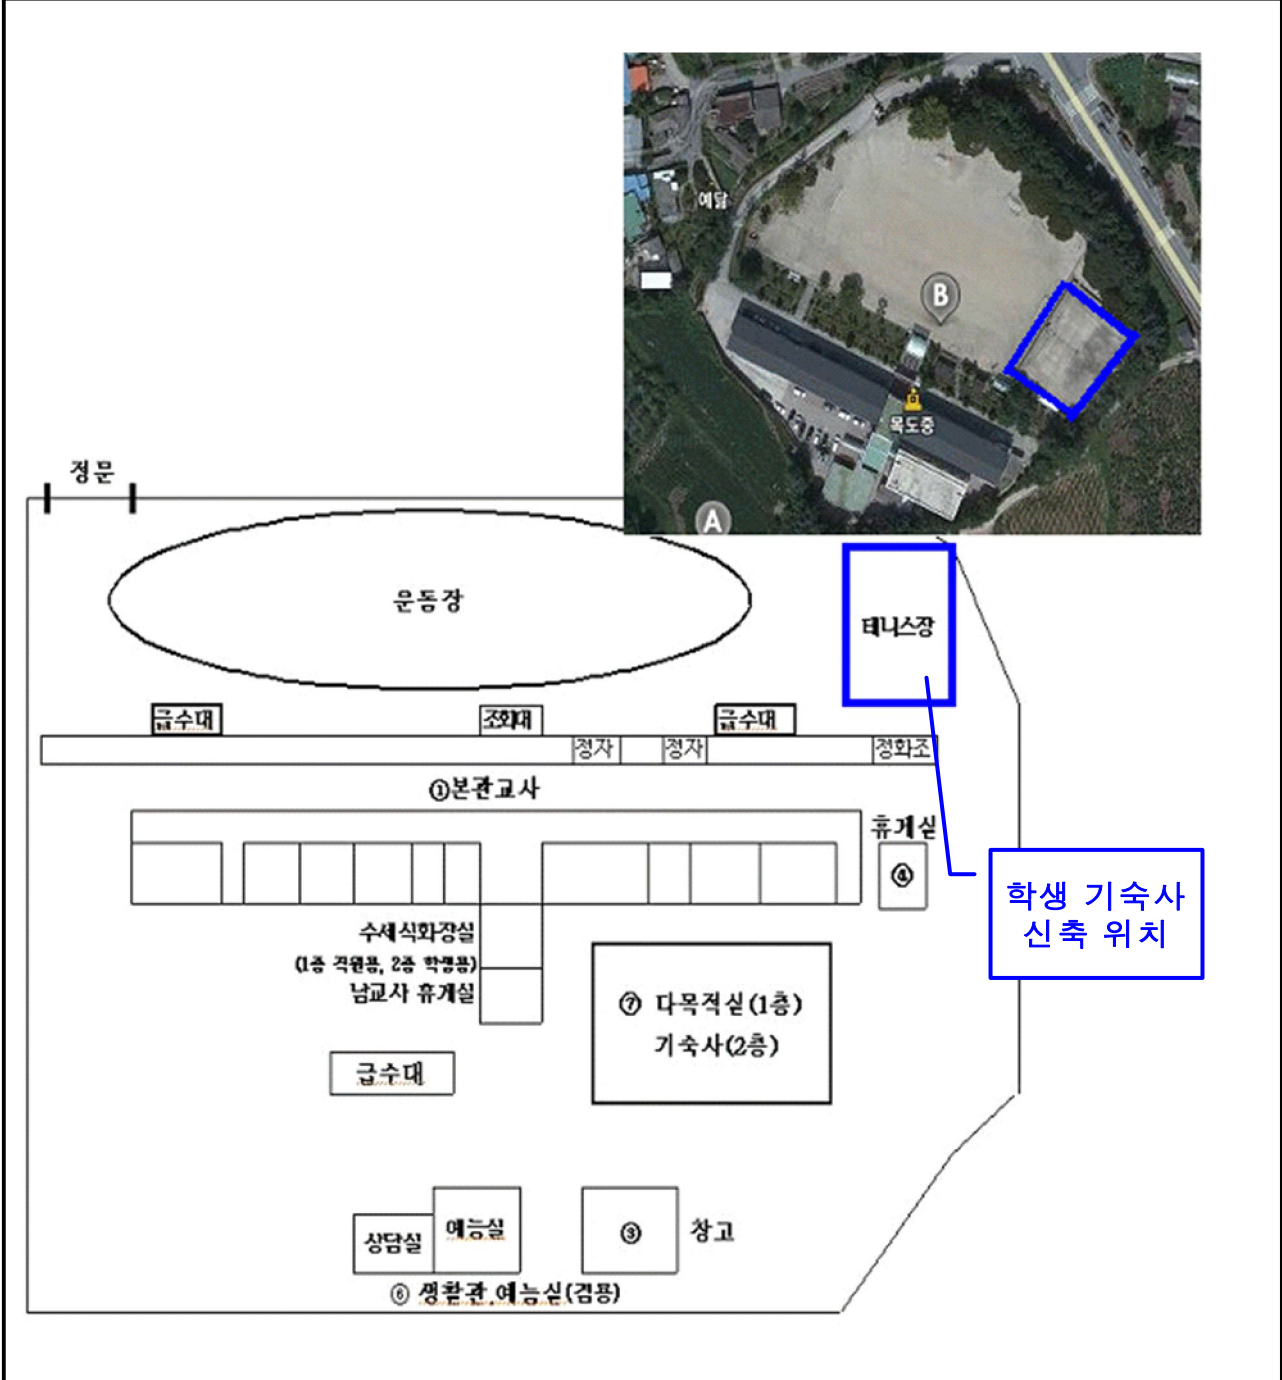 예닮
B
목도중
A
정문
운동장
테니스장
급수대
조회대
급수대
정자
정자
정화조
①본관교사
휴게실
④
학생 기숙사
신축 위치
수세식화장실
(1층 직원용, 2층 학생용)
남교사 휴게실
⑦ 다목적실(1층)
기숙사(2층)
급수대
상담실
예능실
③
창고
⑥ 생활관,예능실(겸용)